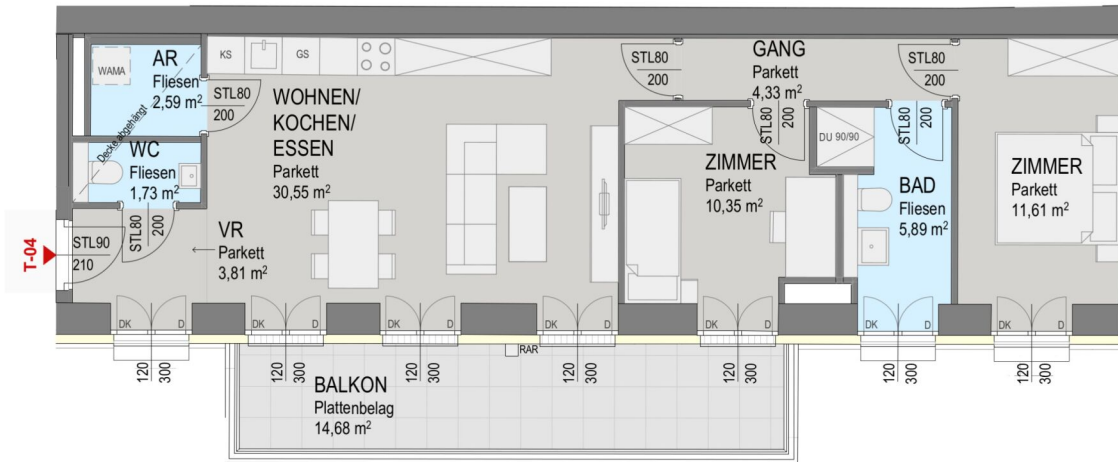 AR
Fliesen
2,59 m²
WAMA
Decke abgehängt
STL80
200
WC
Fliesen
1,73 m²
STL80
200
T-04
STL90
210
VR
Parkett
3,81 m²
KS
GS
WOHNEN/
KOCHEN/
ESSEN
Parkett
30,55 m²
STL80
200
GANG
Parkett
4,33 m²
STL80
200
ZIMMER
Parkett
10,35 m²
STL80
200
DU 90/90
STL80
200
BAD
Fliesen
5,89 m²
STL80
200
ZIMMER
Parkett
11,61 m²
DK D
DK D
DK D
DK D
DK D
DK D
DK D
RAR
120 300
120 300
120 300
120 300
120 300
120 300
120 300
BALKON
Plattenbelag
14,68 m²